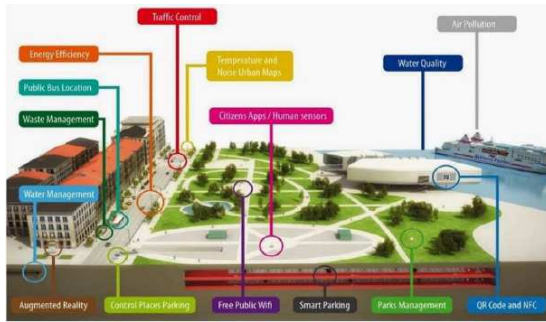 Traffic Control
Air Pollution
Energy Efficiency
Temperature and
Noise Urban Maps
Water Quality
Public Bus Location
Waste Management
Citizens Apps / Human sensors
Water Management
Augmented Reality
Control Places Parking
Free Public Wifi
Smart Parking
Parks Management
QR Code and NFC